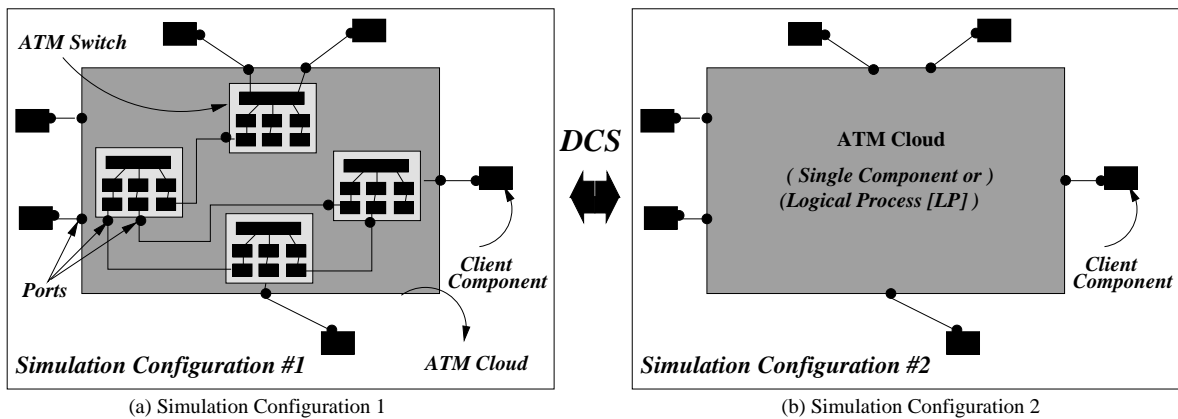 ATM Switch
Ports
Client
Component
ATM Cloud
Simulation Configuration #1
(a) Simulation Configuration 1
DCS
ATM Cloud
( Single Component or )
(Logical Process [LP] )
Client
Component
Simulation Configuration #2
(b) Simulation Configuration 2